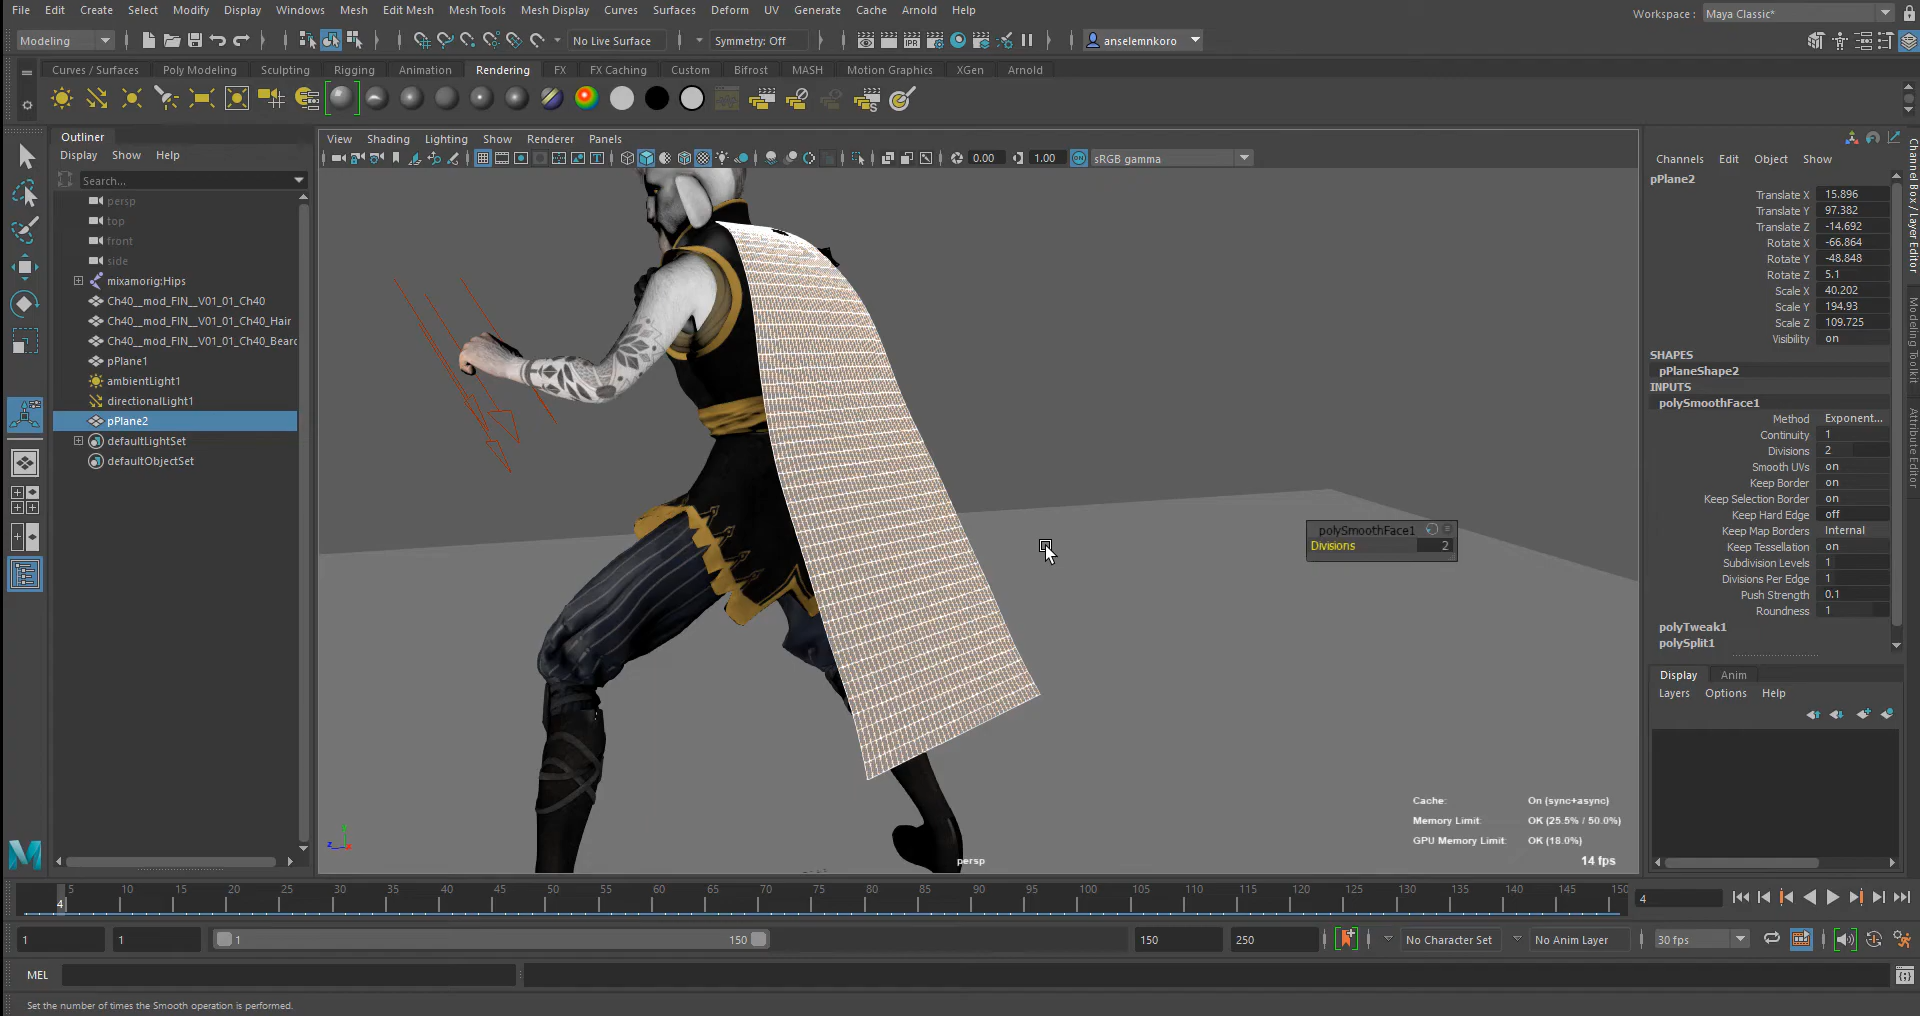 File Edit Create Select Modify Display Windows Mesh Edit Mesh Mesh Tools Mesh Display Curves Surfaces Deform UV Generate Cache Arnold Help
Workspace : Maya Classic*
Modeling No Live Surface Symmetry: Off IPR anselemnkoro
Curves / Surfaces Poly Modeling Sculpting Rigging Animation Rendering FX FX Caching Custom Bifrost MASH Motion Graphics XGen Arnold
Outliner
Display Show Help
Search...
persp
top
front
side
mixamorig:Hips
Ch40__mod_FIN__V01_01_Ch40
Ch40__mod_FIN__V01_01_Ch40_Hair
Ch40__mod_FIN__V01_01_Ch40_Beard
pPlane1
ambientLight1
directionalLight1
pPlane2
defaultLightSet
defaultObjectSet
View Shading Lighting Show Renderer Panels
0.00 1.00 ON sRGB gamma
polySmoothFace1
Divisions 2
Cache: On (sync+async)
Memory Limit: OK (25.5% / 50.0%)
GPU Memory Limit: OK (18.0%)
persp
14 fps
Channels Edit Object Show
pPlane2
Translate X 15.896
Translate Y 97.382
Translate Z -14.692
Rotate X -66.864
Rotate Y -48.848
Rotate Z 5.1
Scale X 40.202
Scale Y 194.93
Scale Z 109.725
Visibility on
SHAPES
pPlaneShape2
INPUTS
polySmoothFace1
Method Exponent...
Continuity 1
Divisions 2
Smooth UVs on
Keep Border on
Keep Selection Border on
Keep Hard Edge off
Keep Map Borders Internal
Keep Tessellation on
Subdivision Levels 1
Divisions Per Edge 1
Push Strength 0.1
Roundness 1
polyTweak1
polySplit1
Display Anim
Layers Options Help
Channel Box / Layer Editor
Modeling Toolkit
Attribute Editor
5 10 15 20 25 30 35 40 45 50 55 60 65 70 75 80 85 90 95 100 105 110 115 120 125 130 135 140 145 150
4
4
1 1 1 150 150 250 No Character Set No Anim Layer 30 fps
MEL
Set the number of times the Smooth operation is performed.